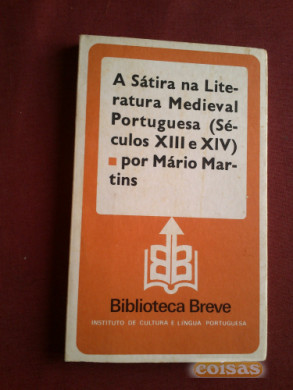 A Sátira na Lite-
ratura Medieval
Portuguesa (Sé-
culos XIII e XIV)
por Mário Mar-
tins
BB
Biblioteca Breve
INSTITUTO DE CULTURA E LÍNGUA PORTUGUESA
coisas